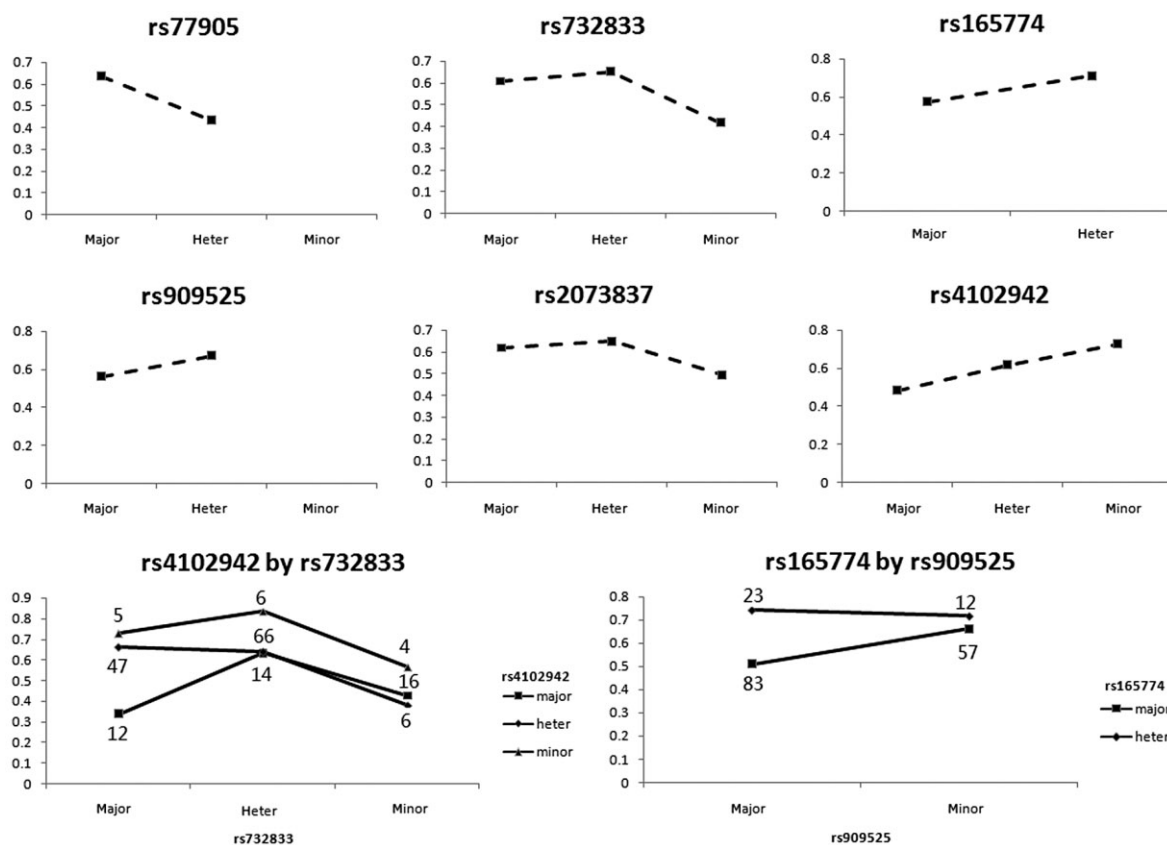 rs77905
0.7
0.6
0.5
0.4
0.3
0.2
0.1
0
Major Heter Minor
rs732833
0.7
0.6
0.5
0.4
0.3
0.2
0.1
0
Major Heter Minor
rs165774
0.8
0.6
0.4
0.2
0
Major Heter
rs909525
0.8
0.6
0.4
0.2
0
Major Heter Minor
rs2073837
0.7
0.6
0.5
0.4
0.3
0.2
0.1
0
Major Heter Minor
rs4102942
0.8
0.6
0.4
0.2
0
Major Heter Minor
rs4102942 by rs732833
0.9
0.8
0.7
0.6
0.5
0.4
0.3
0.2
0.1
0
5 6 4
47 66 16
12 14 6
Major Heter Minor
rs732833
rs4102942
major
heter
minor
rs165774 by rs909525
0.8
0.7
0.6
0.5
0.4
0.3
0.2
0.1
0
23 12
83 57
Major Minor
rs909525
rs165774
major
heter